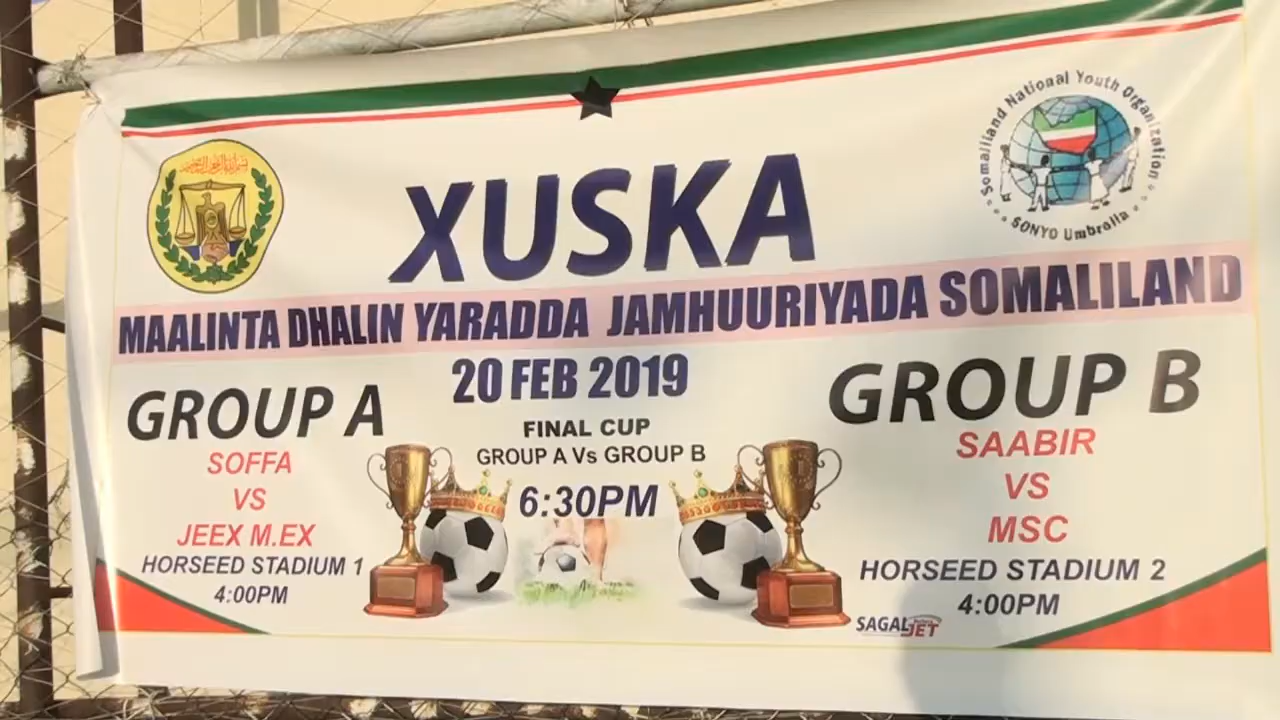 Somaliland National Youth Organization
SONYO Umbrella
XUSKA
MAALINTA DHALIN YARADDA JAMHUURIYADA SOMALILAND
20 FEB 2019
GROUP A
SOFFA
VS
JEEX M.EX
HORSEED STADIUM 1
4:00PM
FINAL CUP
GROUP A Vs GROUP B
6:30PM
GROUP B
SAABIR
VS
MSC
HORSEED STADIUM 2
4:00PM
SAGALJET